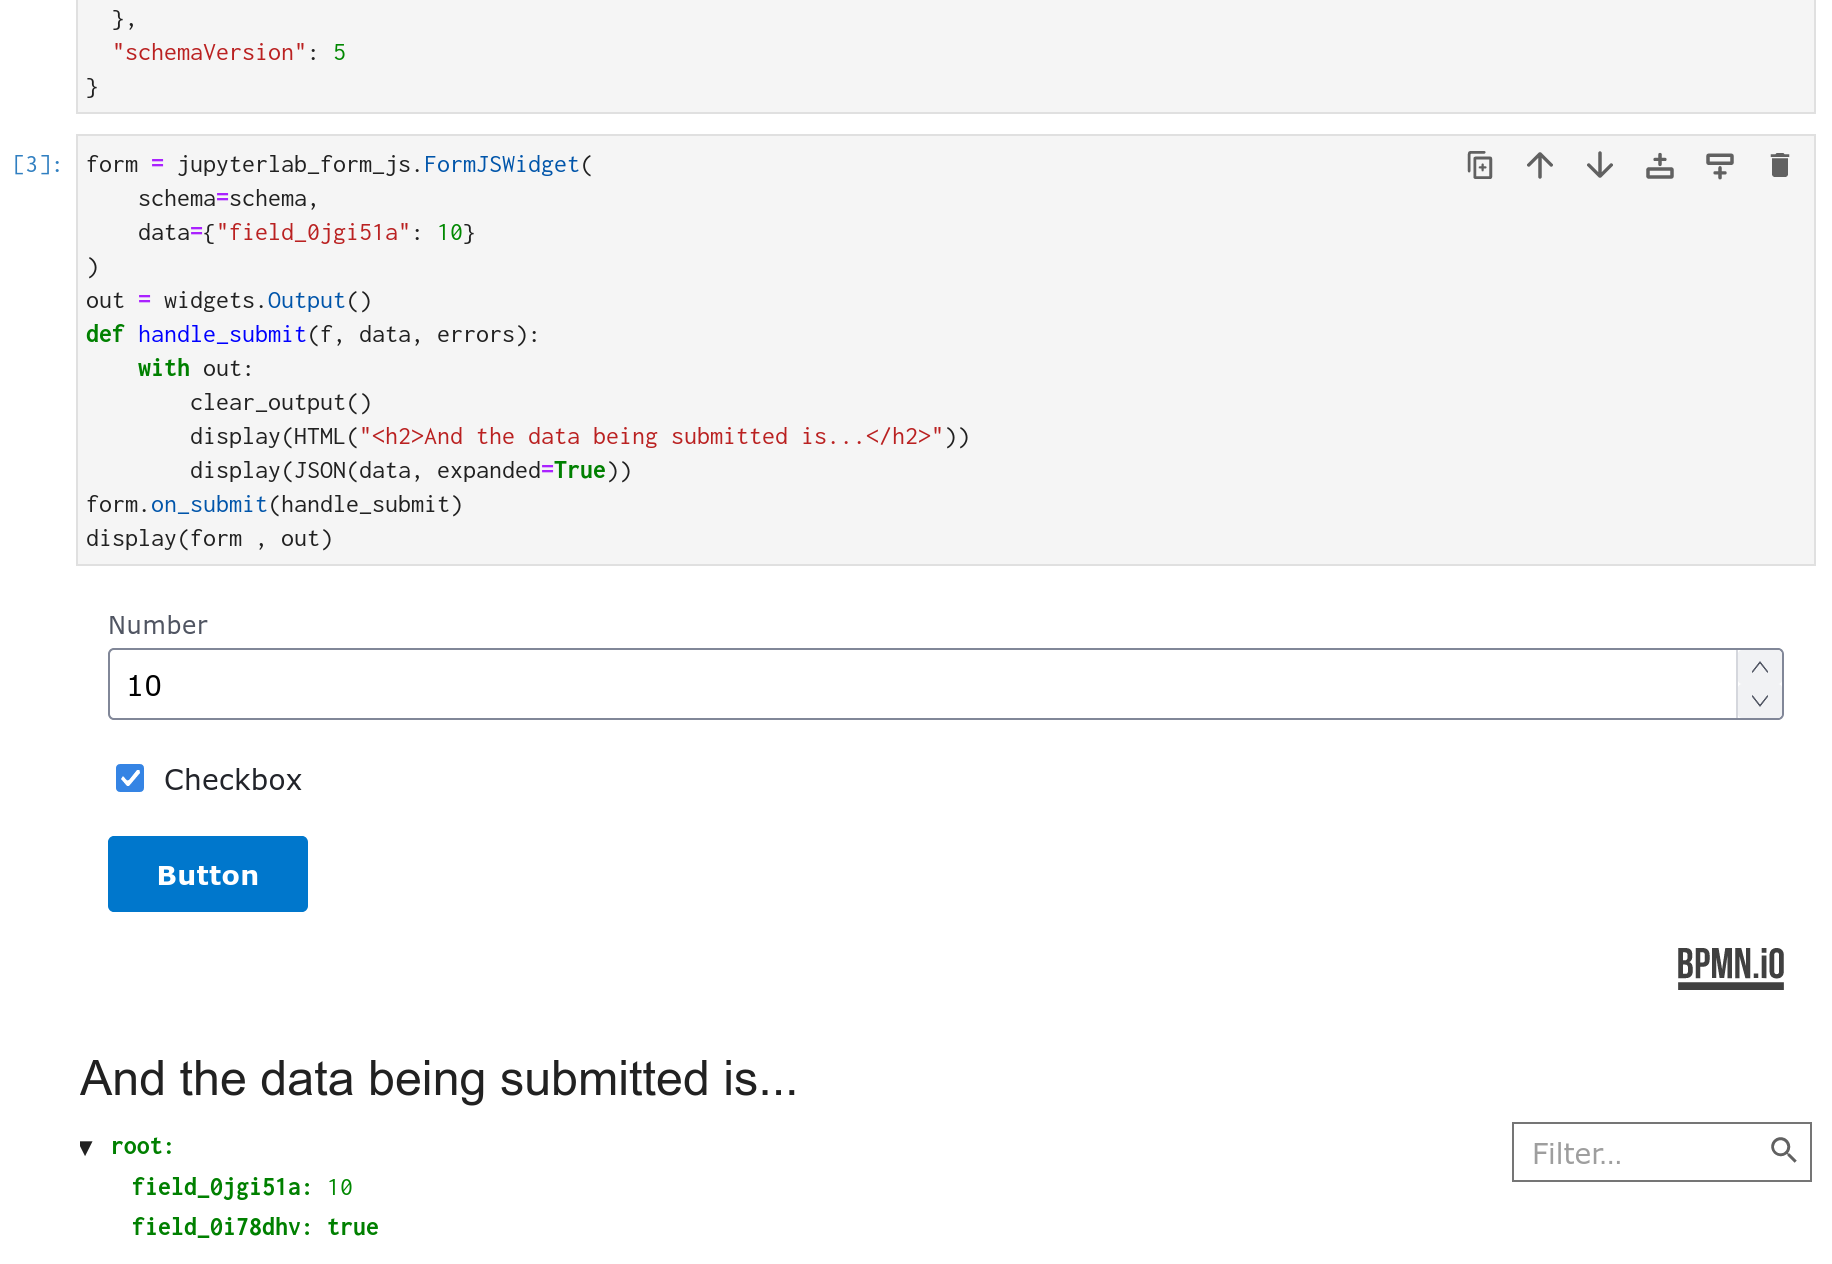 },
"schemaVersion": 5
}
[3]:
form = jupyterlab_form_js.FormJSWidget(
    schema=schema,
    data={"field_0jgi51a": 10}
)
out = widgets.Output()
def handle_submit(f, data, errors):
    with out:
        clear_output()
        display(HTML("<h2>And the data being submitted is...</h2>"))
        display(JSON(data, expanded=True))
form.on_submit(handle_submit)
display(form , out)
Number
10
Checkbox
Button
BPMN.iO
And the data being submitted is...
root:
Filter...
field_0jgi51a: 10
field_0i78dhv: true